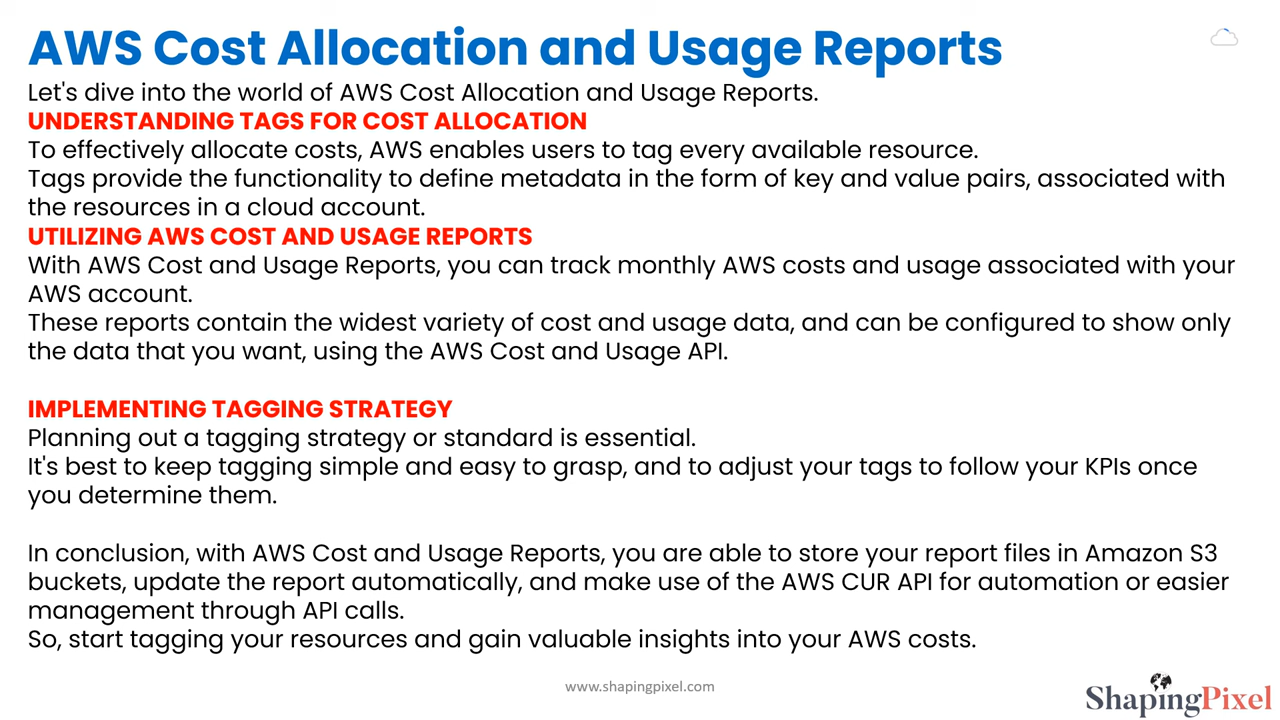 AWS Cost Allocation and Usage Reports
Let's dive into the world of AWS Cost Allocation and Usage Reports.
UNDERSTANDING TAGS FOR COST ALLOCATION
To effectively allocate costs, AWS enables users to tag every available resource.
Tags provide the functionality to define metadata in the form of key and value pairs, associated with
the resources in a cloud account.
UTILIZING AWS COST AND USAGE REPORTS
With AWS Cost and Usage Reports, you can track monthly AWS costs and usage associated with your
AWS account.
These reports contain the widest variety of cost and usage data, and can be configured to show only
the data that you want, using the AWS Cost and Usage API.
IMPLEMENTING TAGGING STRATEGY
Planning out a tagging strategy or standard is essential.
It's best to keep tagging simple and easy to grasp, and to adjust your tags to follow your KPIs once
you determine them.
In conclusion, with AWS Cost and Usage Reports, you are able to store your report files in Amazon S3
buckets, update the report automatically, and make use of the AWS CUR API for automation or easier
management through API calls.
So, start tagging your resources and gain valuable insights into your AWS costs.
www.shapingpixel.com
ShapingPixel